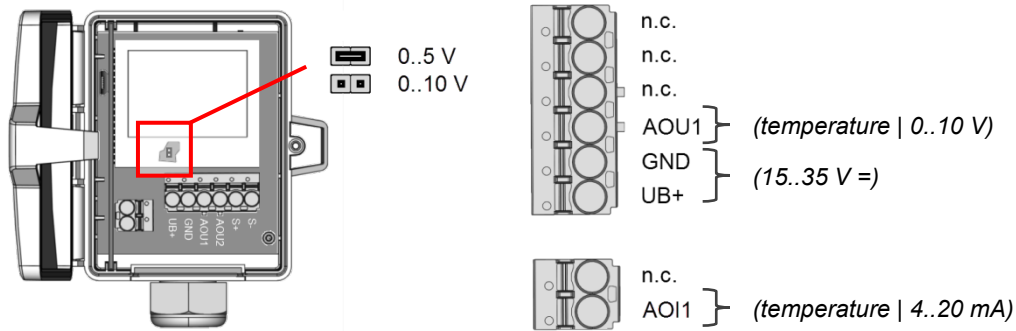 0..5 V
0..10 V
UB+
GND
AOU1
AOU2
S+
S-
n.c.
n.c.
n.c.
AOU1 (temperature | 0..10 V)
GND
(15..35 V =)
UB+
n.c.
AOI1 (temperature | 4..20 mA)